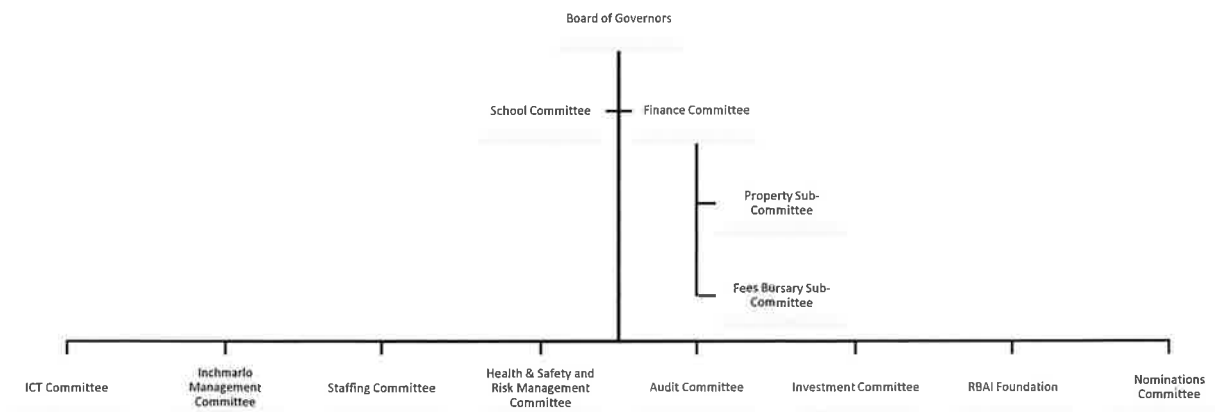 Board of Governors
School Committee
Finance Committee
Property Sub-
Committee
Fees Bursary Sub-
Committee
ICT Committee
Inchmarlo
Management
Committee
Staffing Committee
Health & Safety and
Risk Management
Committee
Audit Committee
Investment Committee
RBAI Foundation
Nominations
Committee